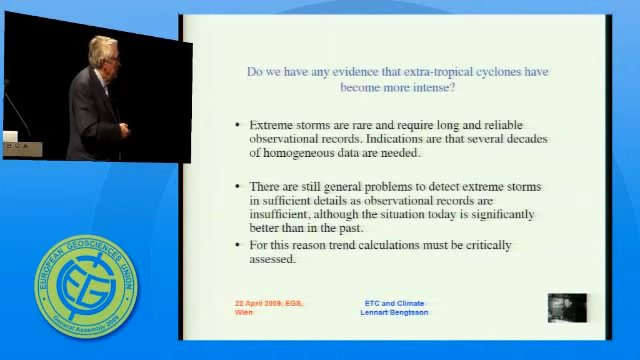 Do we have any evidence that extra-tropical cyclones have
become more intense?
• Extreme storms are rare and require long and reliable
observational records. Indications are that several decades
of homogeneous data are needed.
• There are still general problems to detect extreme storms
in sufficient details as observational records are
insufficient, although the situation today is significantly
better than in the past.
• For this reason trend calculations must be critically
assessed.
22 April 2009, EGS,
Wien
ETC and Climate
Lennart Bengtsson
EUROPEAN GEOSCIENCES UNION
General Assembly 2009